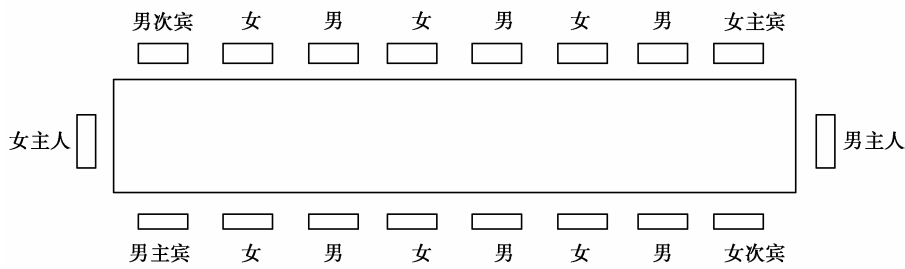 男次宾 女 男 女 男 女 男 女主宾
女主人 男主人
男主宾 女 男 女 男 女 男 女次宾